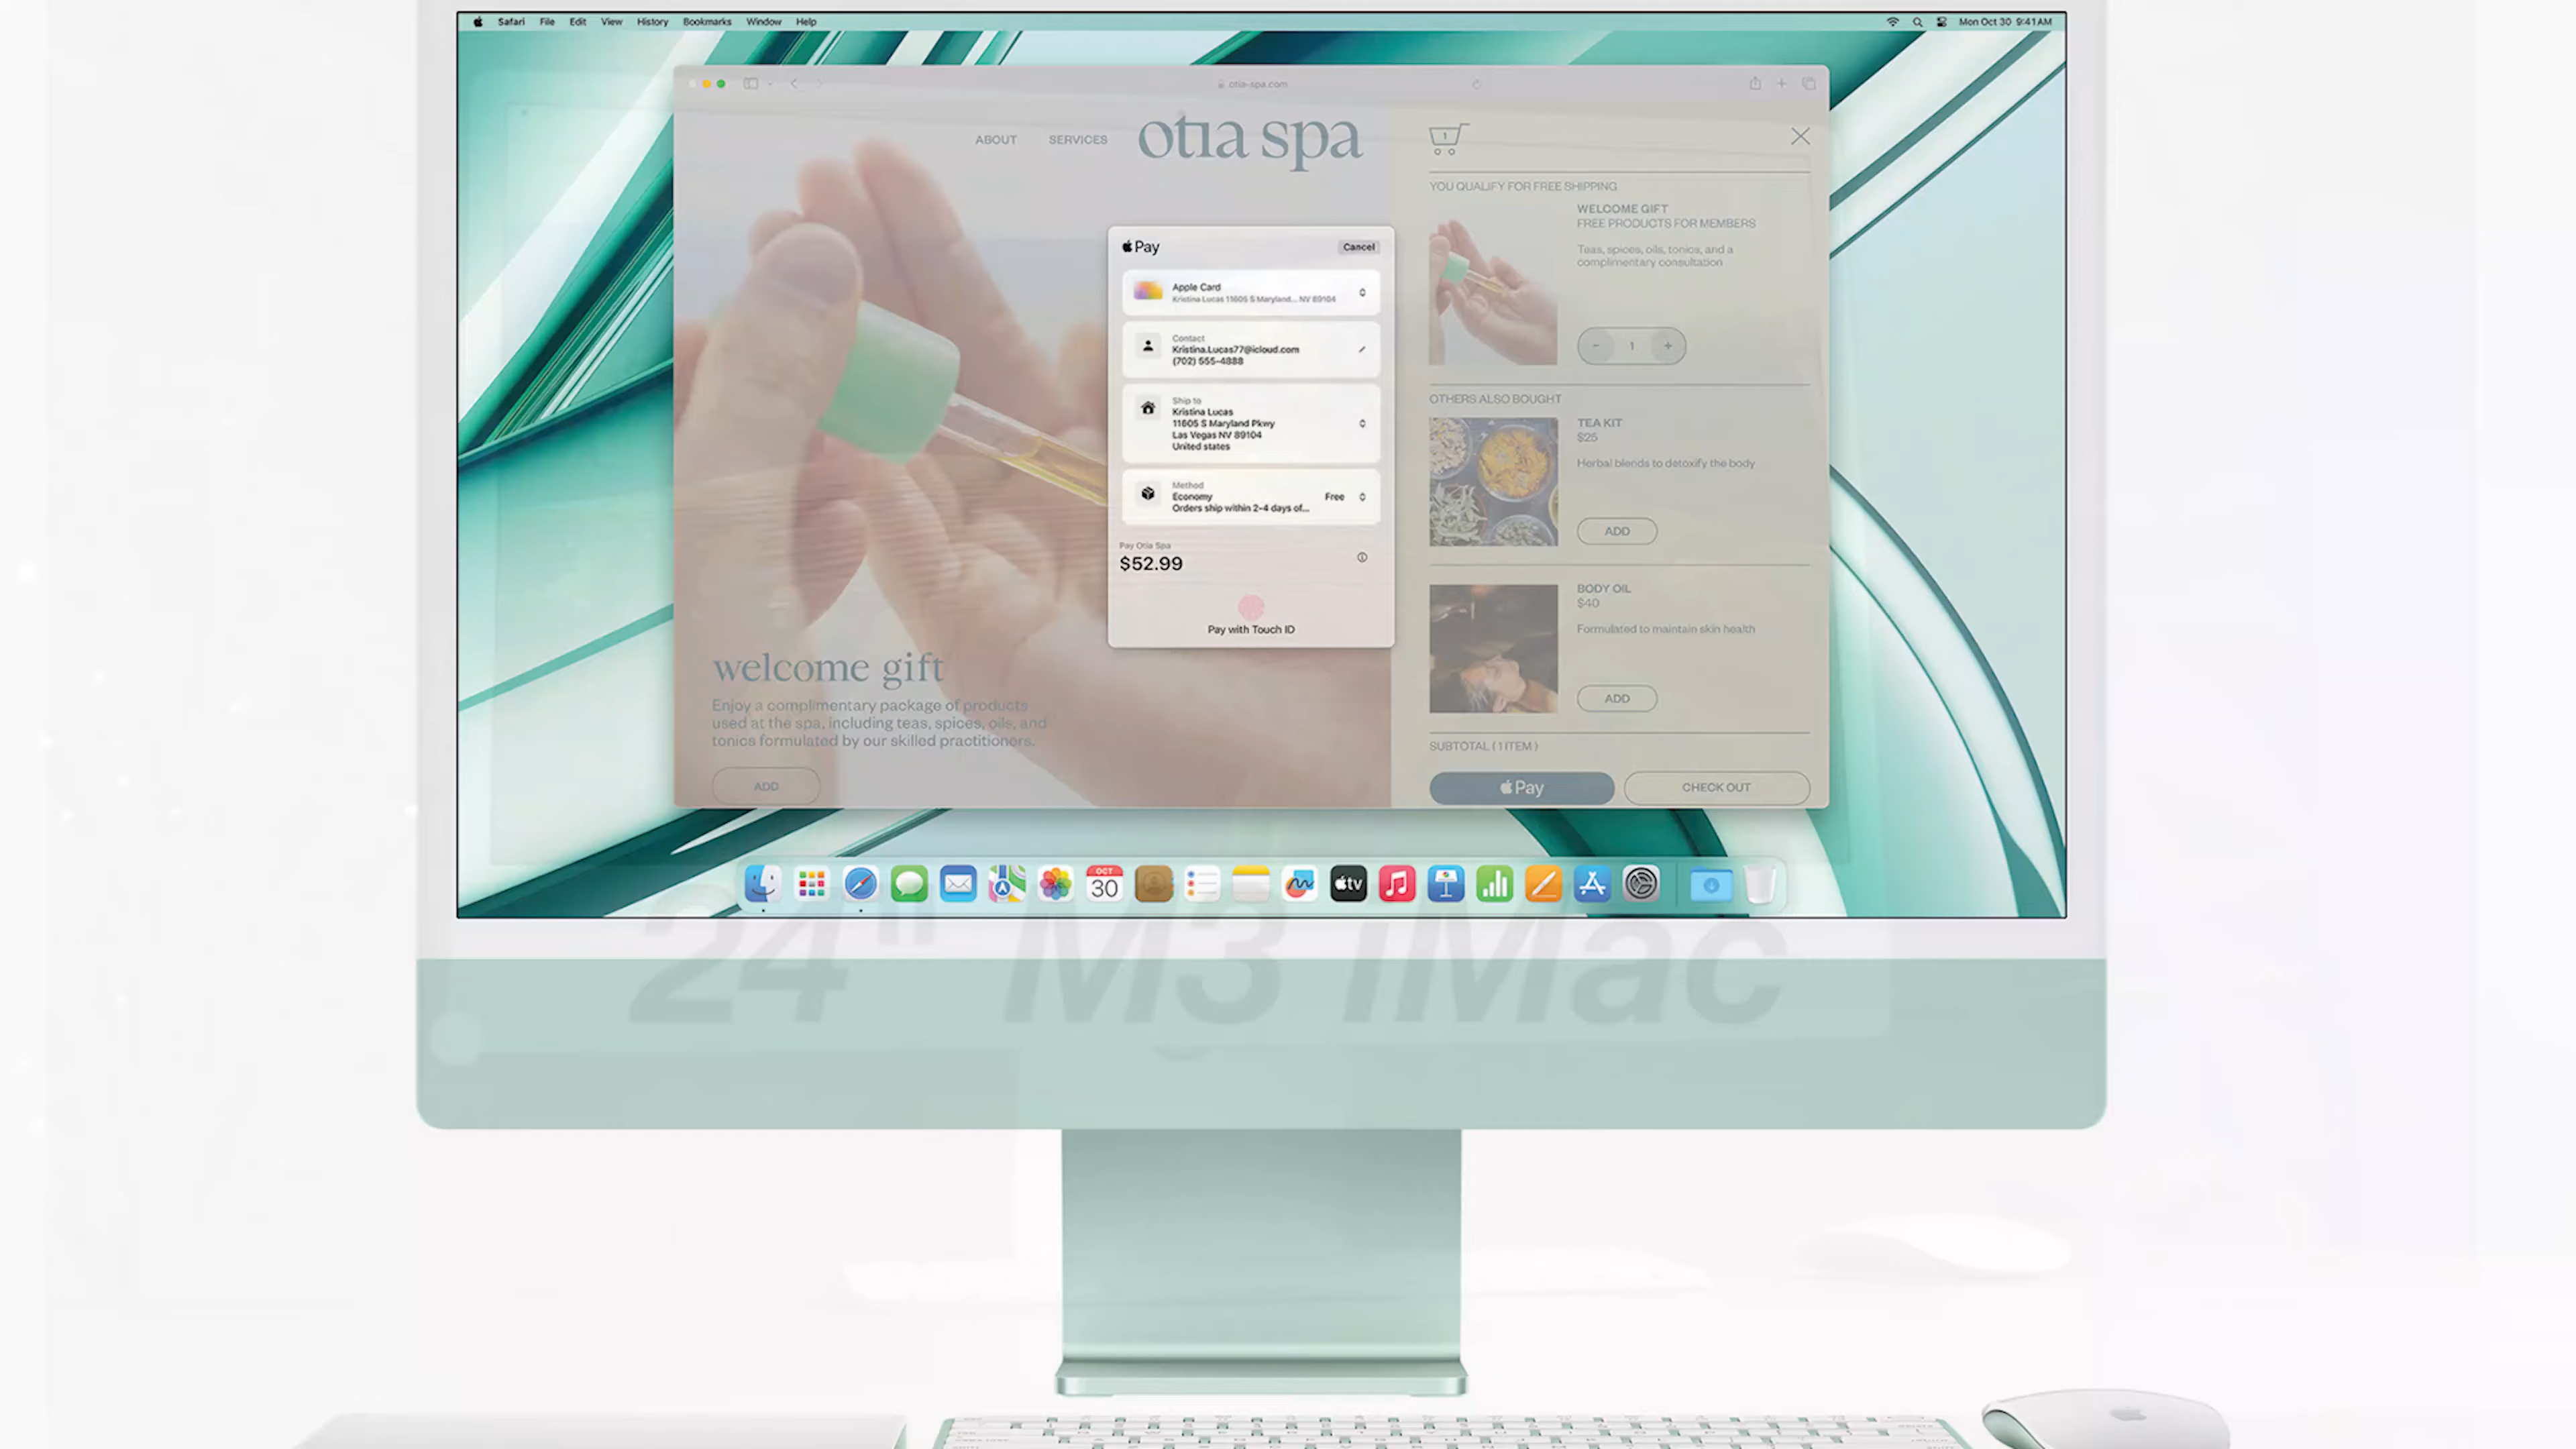 Safari File Edit View History Bookmarks Window Help
Mon Oct 30 9:41 AM
otia-spa.com
ABOUT SERVICES
otia spa
1
YOU QUALIFY FOR FREE SHIPPING
WELCOME GIFT
FREE PRODUCTS FOR MEMBERS
Teas, spices, oils, tonics, and a
complimentary consultation
- 1 +
Pay
Cancel
Apple Card
Kristina Lucas 11605 S Maryland... NV 89104
Contact
Kristina.Lucas77@icloud.com
(702) 555-4888
Ship to
Kristina Lucas
11605 S Maryland Pkwy
Las Vegas NV 89104
United states
Method
Economy
Free
Orders ship within 2-4 days of...
Pay Otia Spa
$52.99
Pay with Touch ID
OTHERS ALSO BOUGHT
TEA KIT
$25
Herbal blends to detoxify the body
ADD
BODY OIL
$40
Formulated to maintain skin health
ADD
welcome gift
Enjoy a complimentary package of products
used at the spa, including teas, spices, oils, and
tonics formulated by our skilled practitioners.
ADD
SUBTOTAL (1 ITEM)
Pay
CHECK OUT
OCT
30
tv
24" M3 iMac